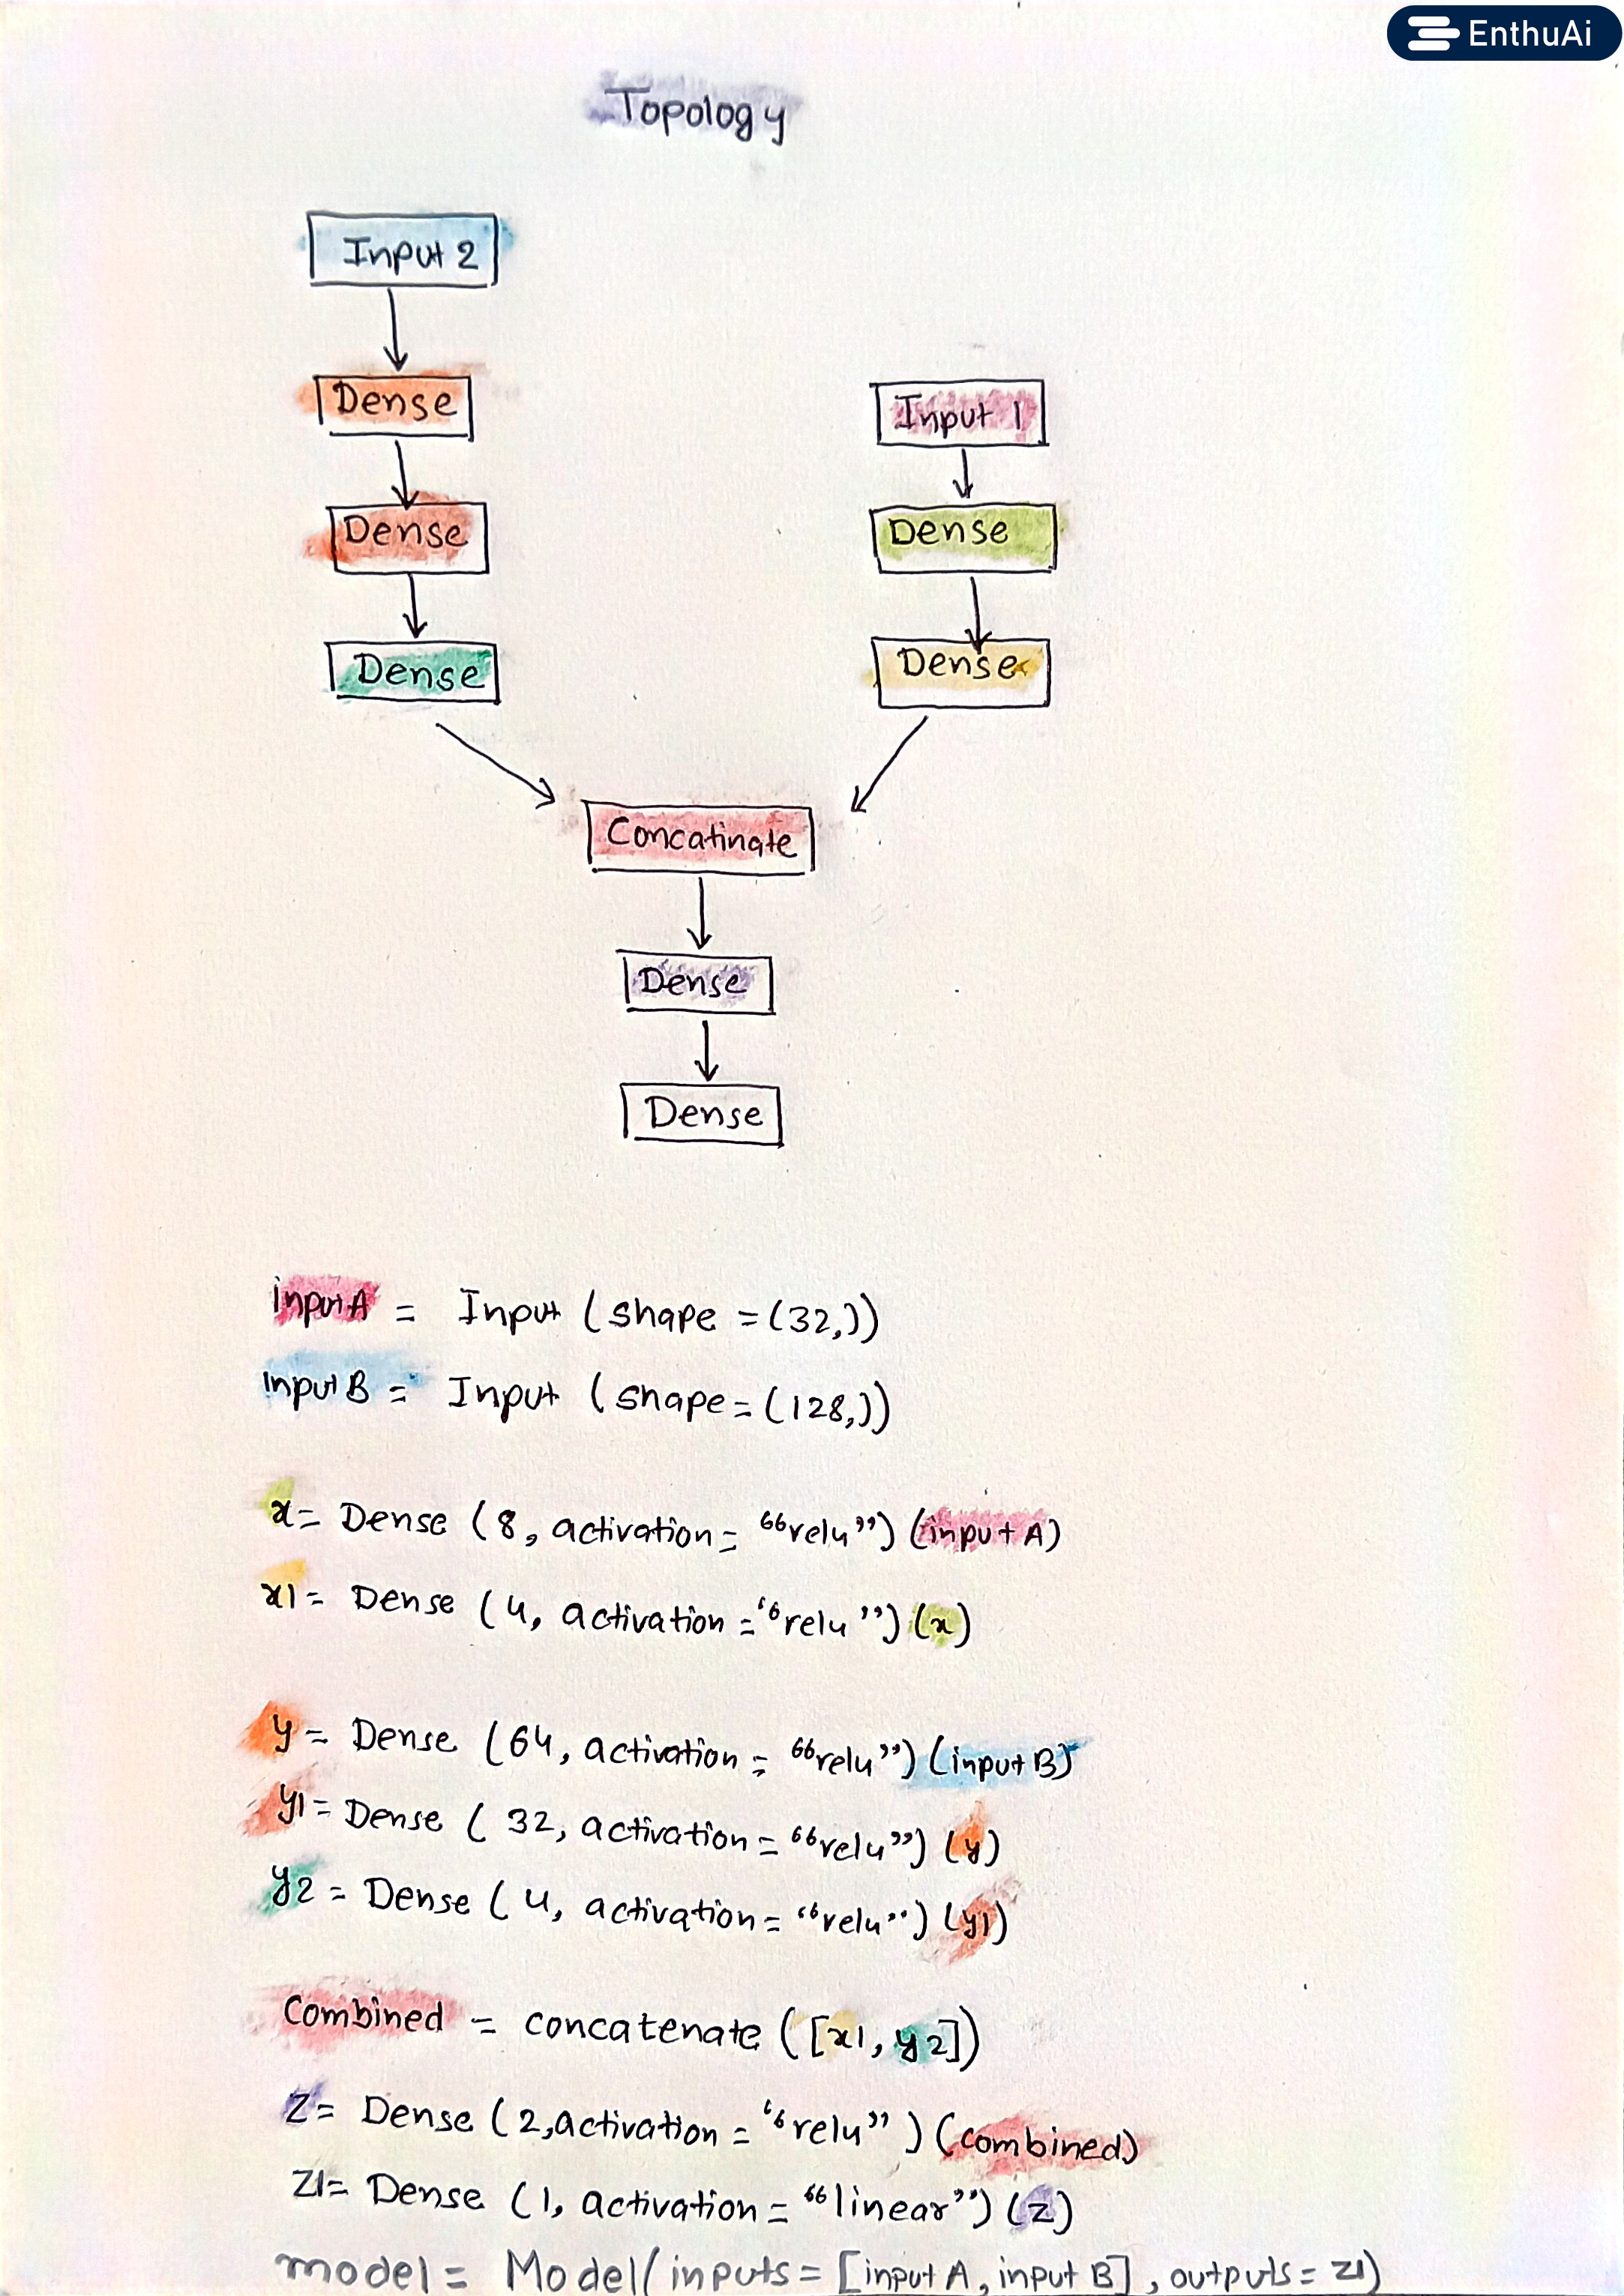 EnthuAi
Topology
Input 2
Dense
Dense
Dense
Input 1
Dense
Dense
Concatinate
Dense
Dense
inputA = Input (shape =(32,))
inputB = Input (shape=(128,))
x= Dense (8, activation= “relu”) (input A)
x1= Dense (4, activation =“relu”) (x)
y= Dense (64, activation = “relu”) (input B)
y1= Dense ( 32, activation = “relu”) (y)
y2 = Dense ( 4, activation = “relu”) (y1)
Combined = concatenate ([x1, y2])
Z= Dense (2,activation = “relu” ) (combined)
Z1= Dense (1, activation = “linear”) (z)
model = Model(inputs = [input A, input B], outputs= z1)